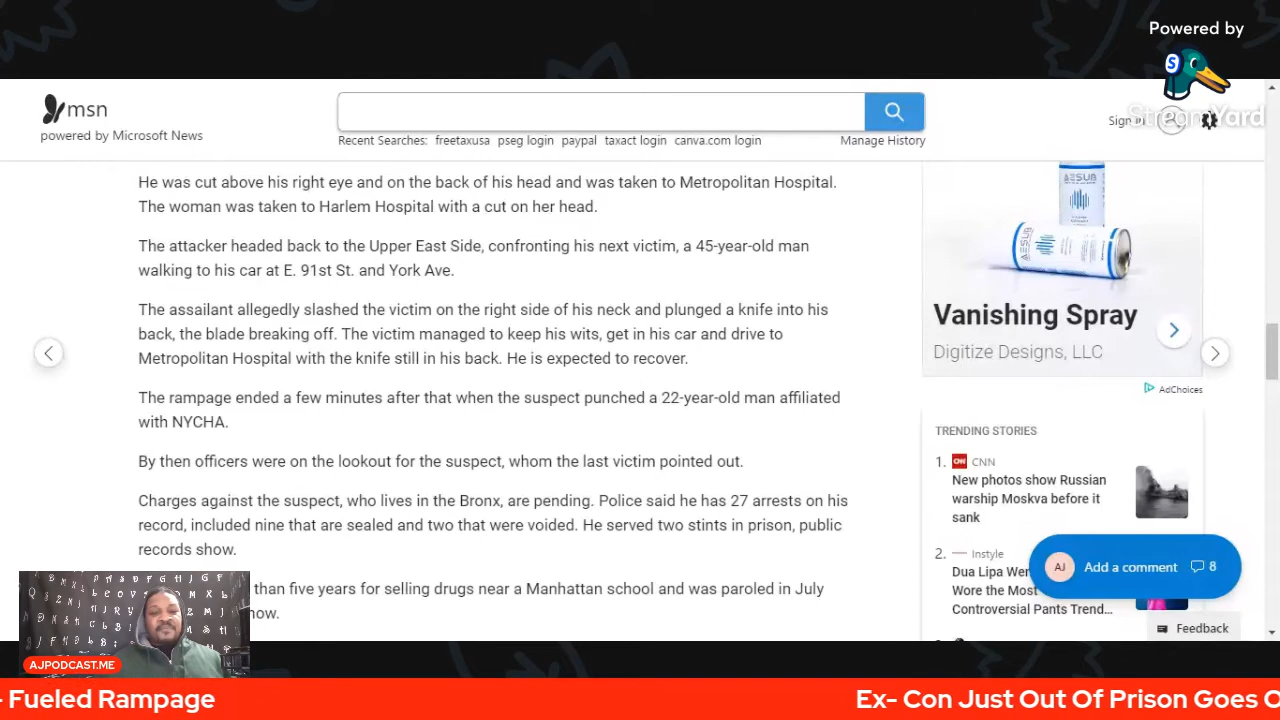 Powered by
S
StreamYard
msn
powered by Microsoft News
Sign in
Recent Searches: freetaxusa pseg login paypal taxact login canva.com login
Manage History
He was cut above his right eye and on the back of his head and was taken to Metropolitan Hospital.
The woman was taken to Harlem Hospital with a cut on her head.
The attacker headed back to the Upper East Side, confronting his next victim, a 45-year-old man
walking to his car at E. 91st St. and York Ave.
The assailant allegedly slashed the victim on the right side of his neck and plunged a knife into his
back, the blade breaking off. The victim managed to keep his wits, get in his car and drive to
Metropolitan Hospital with the knife still in his back. He is expected to recover.
The rampage ended a few minutes after that when the suspect punched a 22-year-old man affiliated
with NYCHA.
By then officers were on the lookout for the suspect, whom the last victim pointed out.
Charges against the suspect, who lives in the Bronx, are pending. Police said he has 27 arrests on his
record, included nine that are sealed and two that were voided. He served two stints in prison, public
records show.
than five years for selling drugs near a Manhattan school and was paroled in July
AESUB
Vanishing Spray
Digitize Designs, LLC
AdChoices
TRENDING STORIES
1. CNN
New photos show Russian
warship Moskva before it
sank
2. Instyle
Dua Lipa
Wore the Most
Controversial Pants Trend...
AJ Add a comment 8
Feedback
AJPODCAST.ME
- Fueled Rampage
Ex- Con Just Out Of Prison Goes